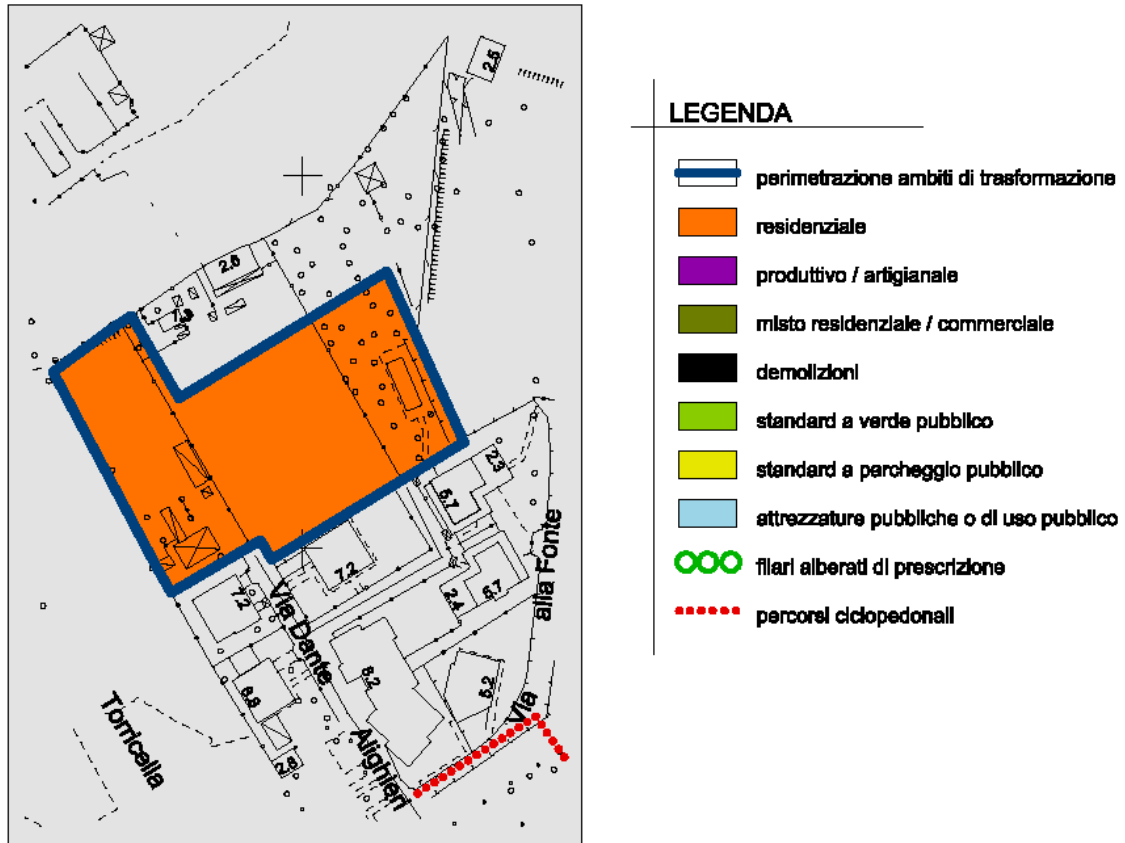 2.5
2.6
7.3
2.3
5.7
7.2
7.2
5.7
2.4
Via Dante
alla Fonte
6.2
5.2
6.8
Via
Torricella
Alighieri
2.8
LEGENDA
perimetrazione ambiti di trasformazione
residenziale
produttivo / artigianale
misto residenziale / commerciale
demolizioni
standard a verde pubblico
standard a parcheggio pubblico
attrezzature pubbliche o di uso pubblico
filari alberati di prescrizione
percorsi ciclopedonali